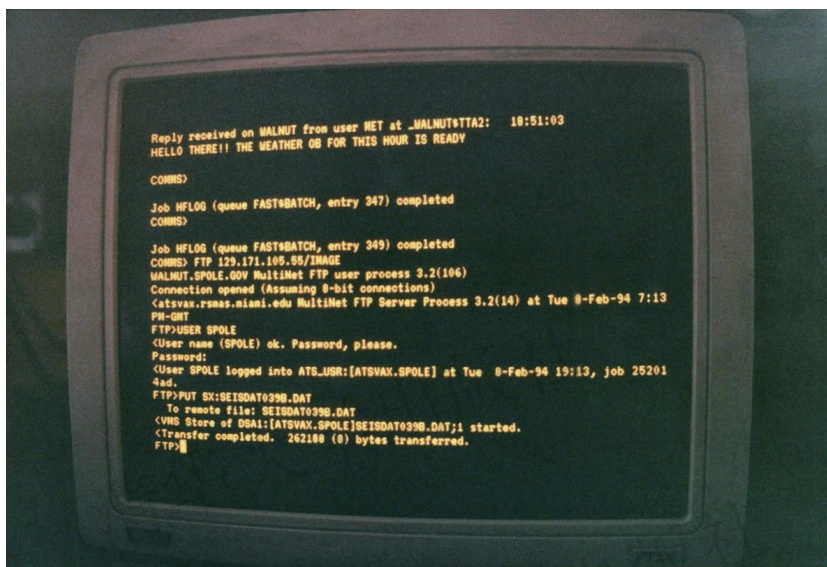 Reply received on WALNUT from user MET at _WALNUT$TTA2:   18:51:03
HELLO THERE!! THE WEATHER OB FOR THIS HOUR IS READY
COMMS>
Job HFLOG (queue FAST$BATCH, entry 347) completed
COMMS>
Job HFLOG (queue FAST$BATCH, entry 349) completed
COMMS> FTP 129.171.105.55/IMAGE
WALNUT.SPOLE.GOV MultiNet FTP user process 3.2(106)
Connection opened (Assuming 8-bit connections)
<atsvax.rsmas.miami.edu MultiNet FTP Server Process 3.2(14) at Tue 8-Feb-94 7:13
PM-GMT
FTP>USER SPOLE
<User name (SPOLE) ok. Password, please.
Password:
<User SPOLE logged into ATS_USR:[ATSVAX.SPOLE] at Tue  8-Feb-94 19:13, job 25201
4ad.
FTP>PUT SX:SEISDAT039B.DAT
To remote file: SEISDAT039B.DAT
<VMS Store of DSA1:[ATSVAX.SPOLE]SEISDAT039B.DAT;1 started.
<Transfer completed.  262188 (8) bytes transferred.
FTP>